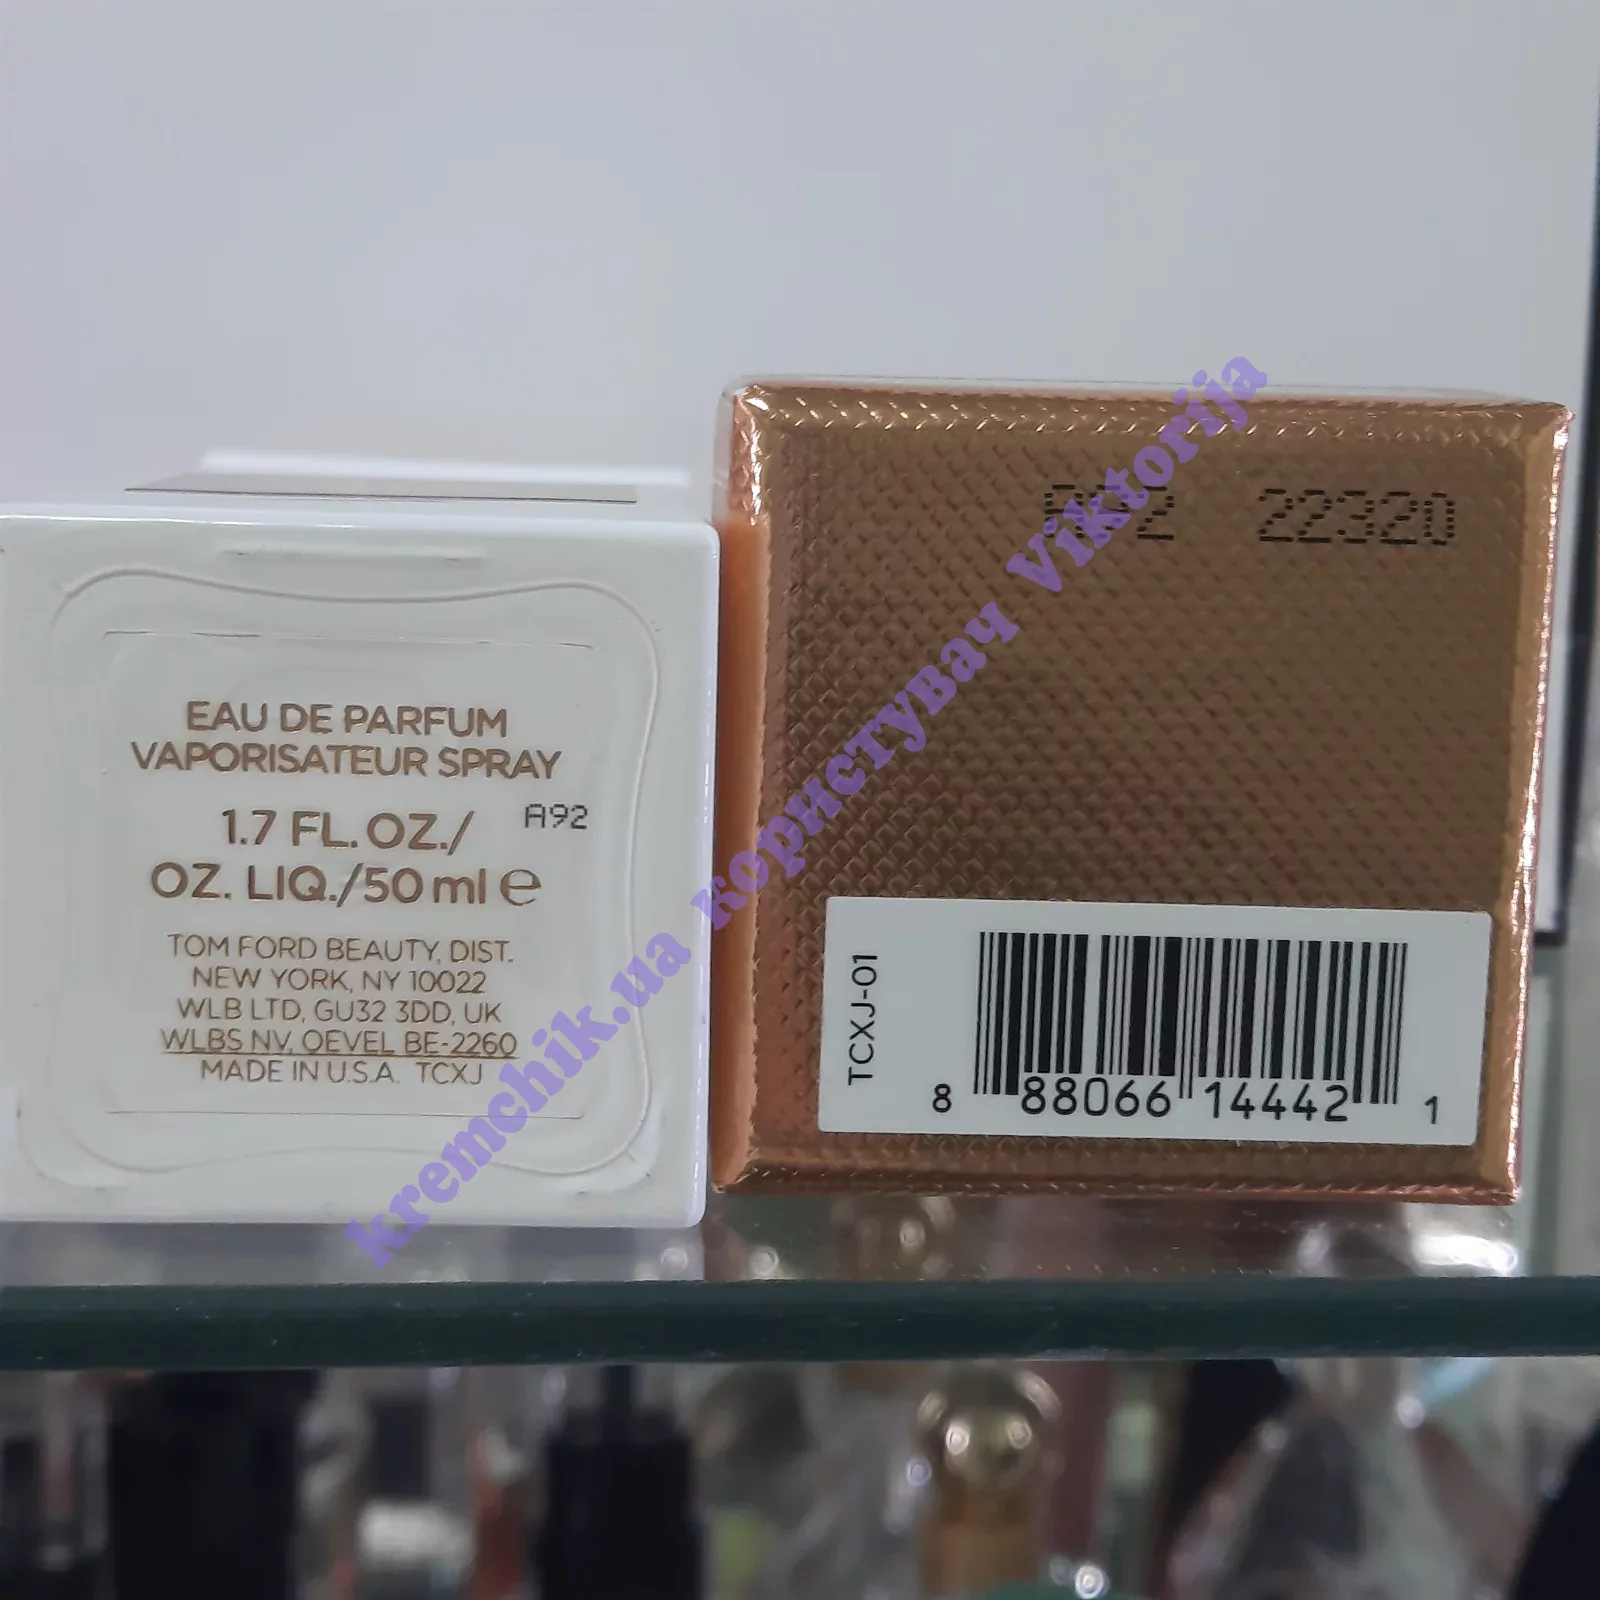 EAU DE PARFUM
VAPORISATEUR SPRAY
1.7 FL. OZ./
A92
OZ. LIQ./50 ml e
TOM FORD BEAUTY, DIST.
NEW YORK, NY 10022
WLB LTD, GU32 3DD, UK
WLBS NV, OEVEL BE-2260
MADE IN U.S.A. TCXJ
A92 22320
TCXJ-01
8 88066 14442 1
kremchik.ua користувач Viktorija